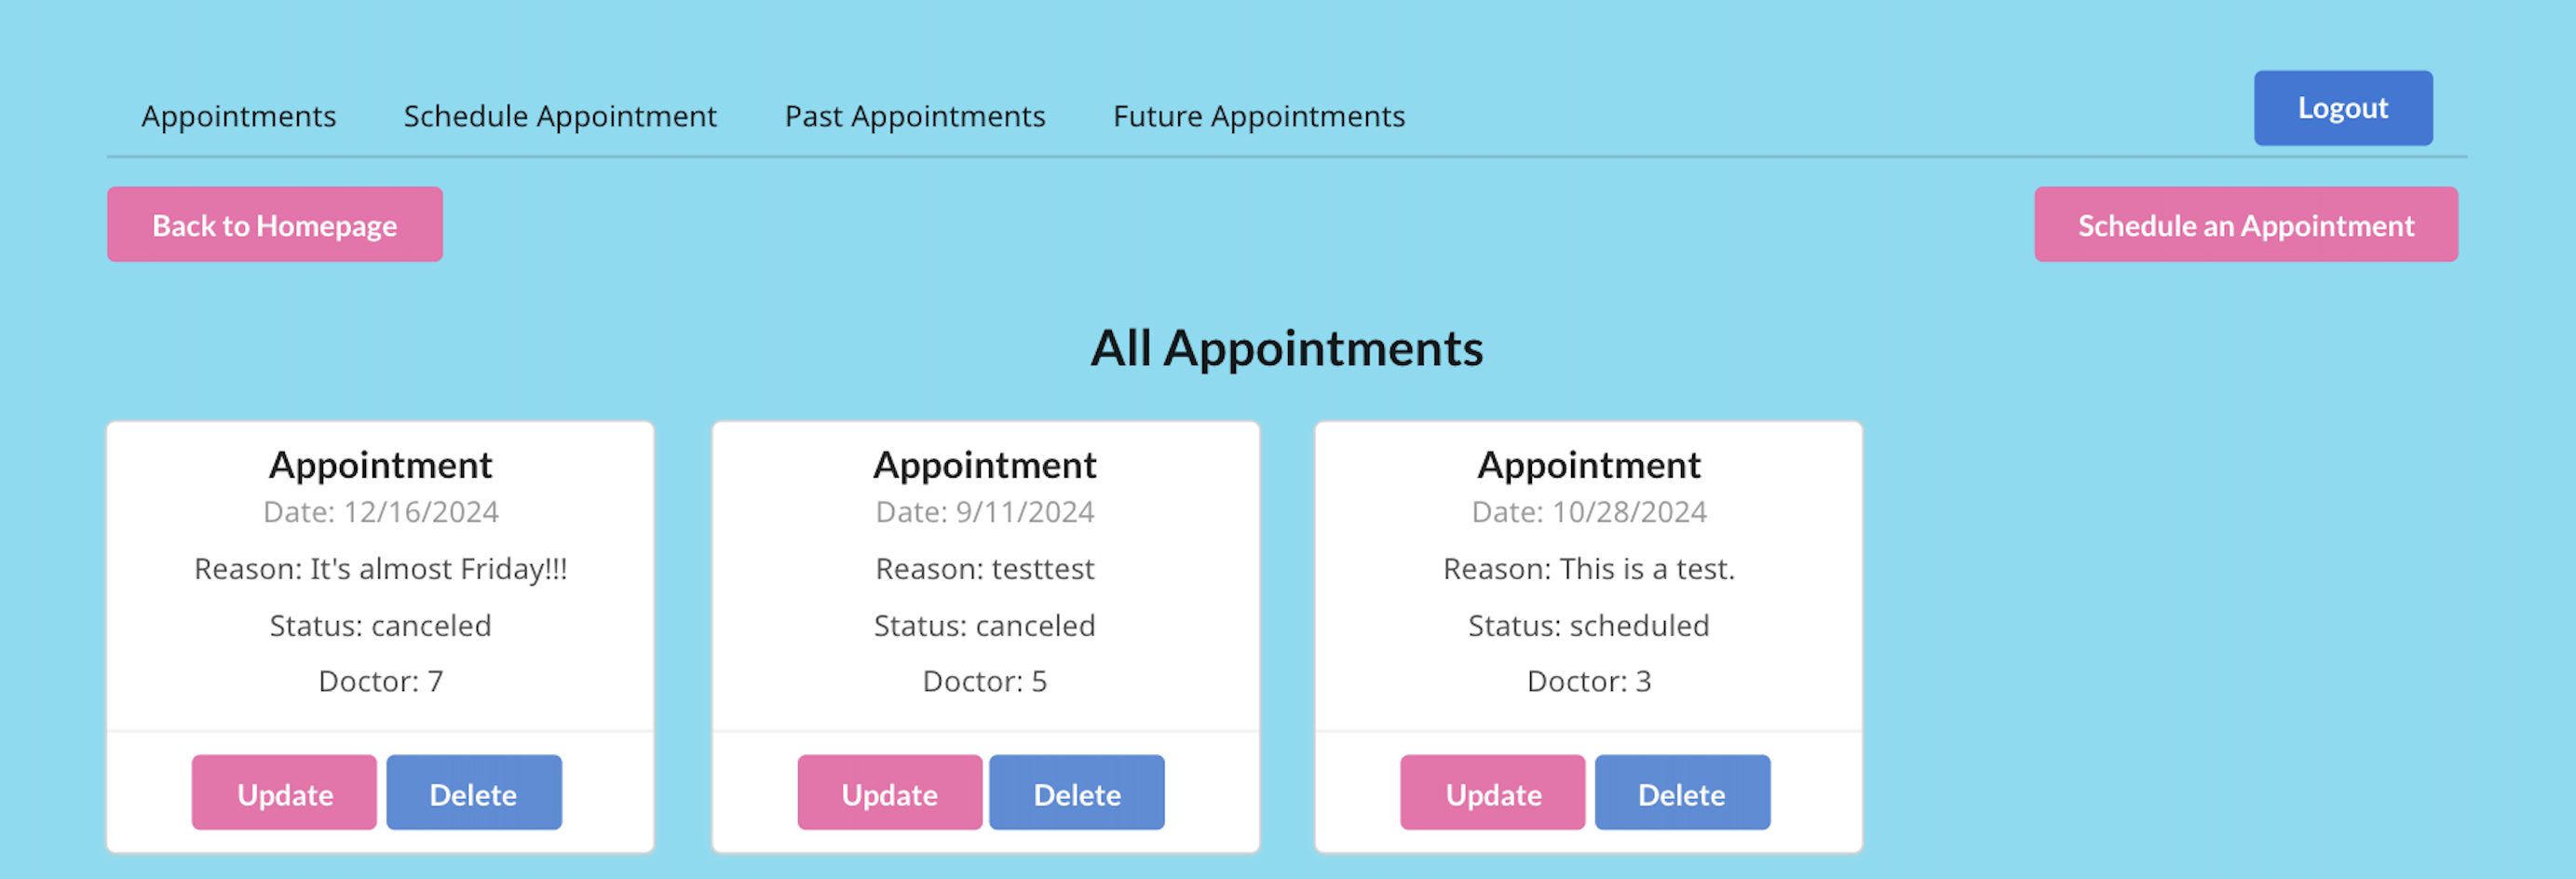 Appointments Schedule Appointment Past Appointments Future Appointments Logout
Back to Homepage Schedule an Appointment
All Appointments
Appointment
Date: 12/16/2024
Reason: It's almost Friday!!!
Status: canceled
Doctor: 7
Update Delete
Appointment
Date: 9/11/2024
Reason: testtest
Status: canceled
Doctor: 5
Update Delete
Appointment
Date: 10/28/2024
Reason: This is a test.
Status: scheduled
Doctor: 3
Update Delete